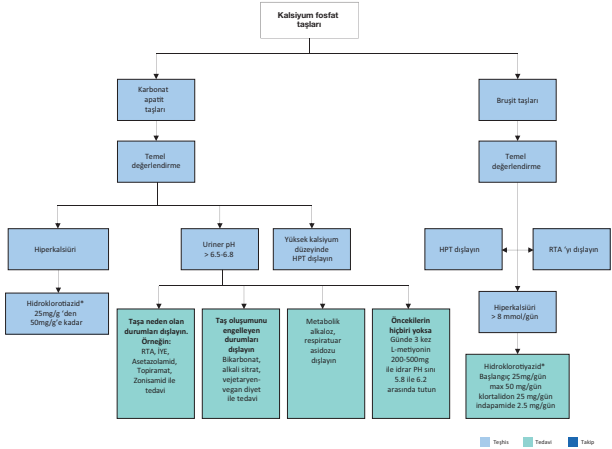 Kalsiyum fosfat
taşları
Karbonat
apatit
taşları
Bruşit taşları
Temel
değerlendirme
Temel
değerlendirme
Hiperkalsiüri
Uriner pH
> 6.5-6.8
Yüksek kalsiyum
düzeyinde
HPT dışlayın
HPT dışlayın
RTA 'yı dışlayın
Hidroklorotiazid*
25mg/g 'den
50mg/g'e kadar
Taşa neden olan
durumları dışlayın.
Örneğin:
RTA, İYE,
Asetazolamid,
Topiramat,
Zonisamid ile
tedavi
Taş oluşumunu
engelleyen
durumları
dışlayın
Bikarbonat,
alkali sitrat,
vejetaryen-
vegan diyet
ile tedavi
Metabolik
alkaloz,
respiratuar
asidozu dışlayın
Öncekilerin
hiçbiri yoksa
Günde 3 kez
L-metiyonin
200-500mg
ile idrar PH sını
5.8 ile 6.2
arasında tutun
Hiperkalsiüri
> 8 mmol/gün
Hidroklorotiyazid*
Başlangıç 25mg/gün
max 50 mg/gün
klortalidon 25 mg/gün
indapamide 2.5 mg/gün
Teşhis
Tedavi
Takip